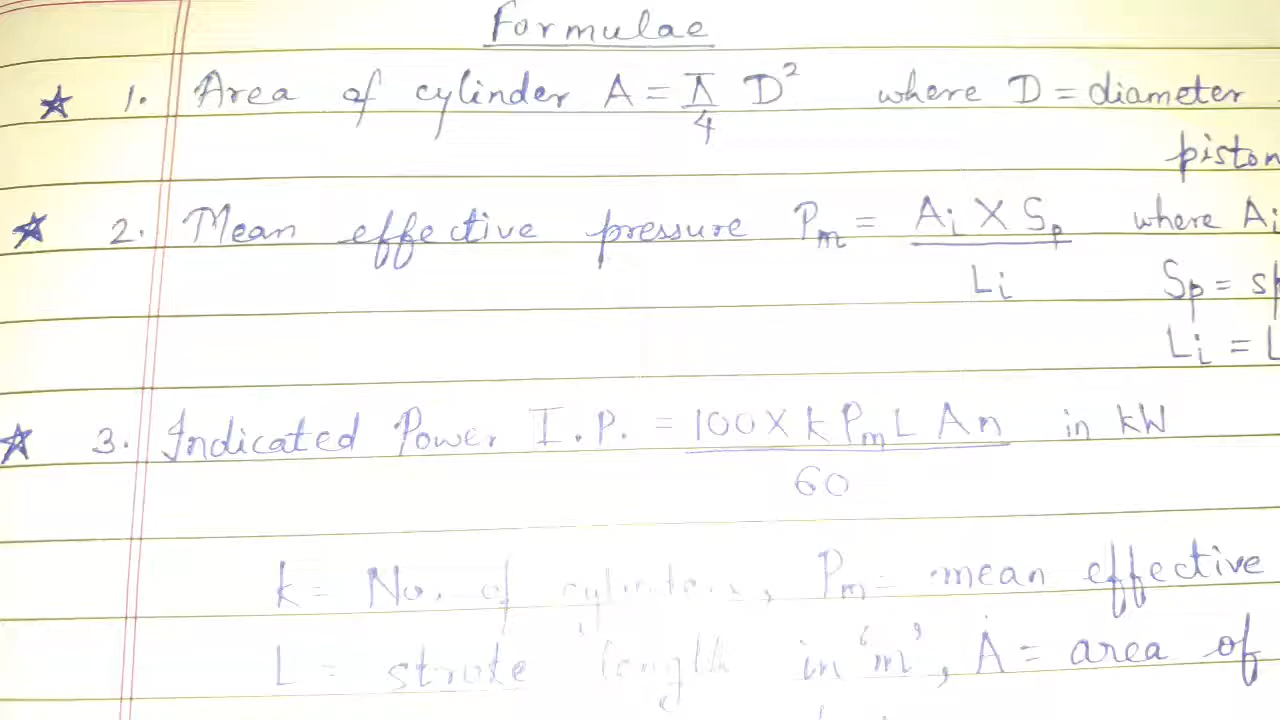 Formulae
★ 1. Area of cylinder A = π/4 D² where D = diameter
piston
★ 2. Mean effective pressure Pm = Ai X Sp / Li where Ai
Sp = sp
Li = L
★ 3. Indicated Power I.P. = 100 X k Pm L A n / 60 in kW
k = No. of cylinders, Pm = mean effective
L = stroke length in 'm', A = area of